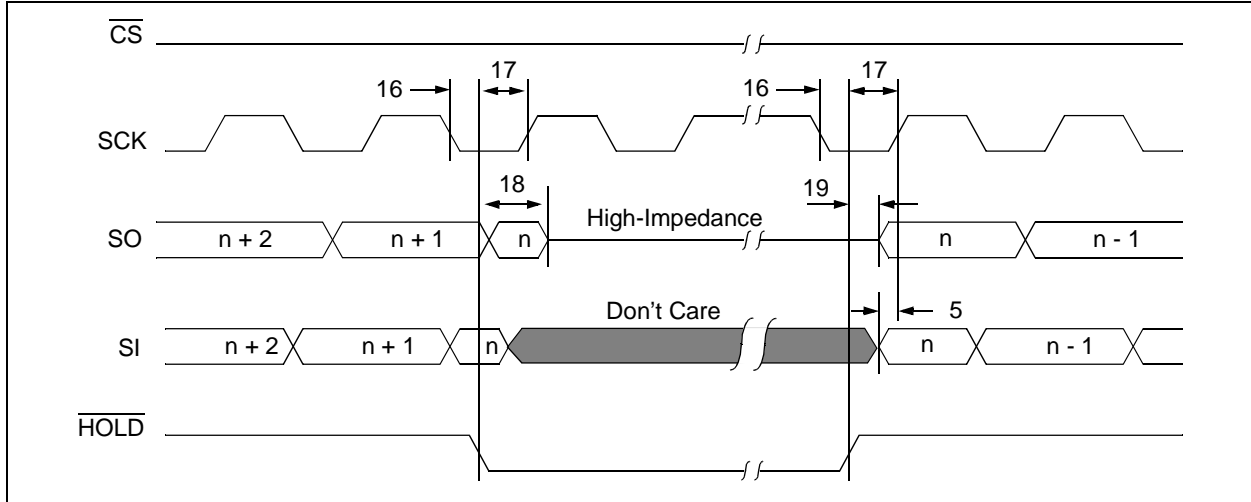 CS
16 17 16 17
SCK
18 19
High-Impedance
SO n + 2 n + 1 n n n - 1
Don't Care 5
SI n + 2 n + 1 n n n - 1
HOLD